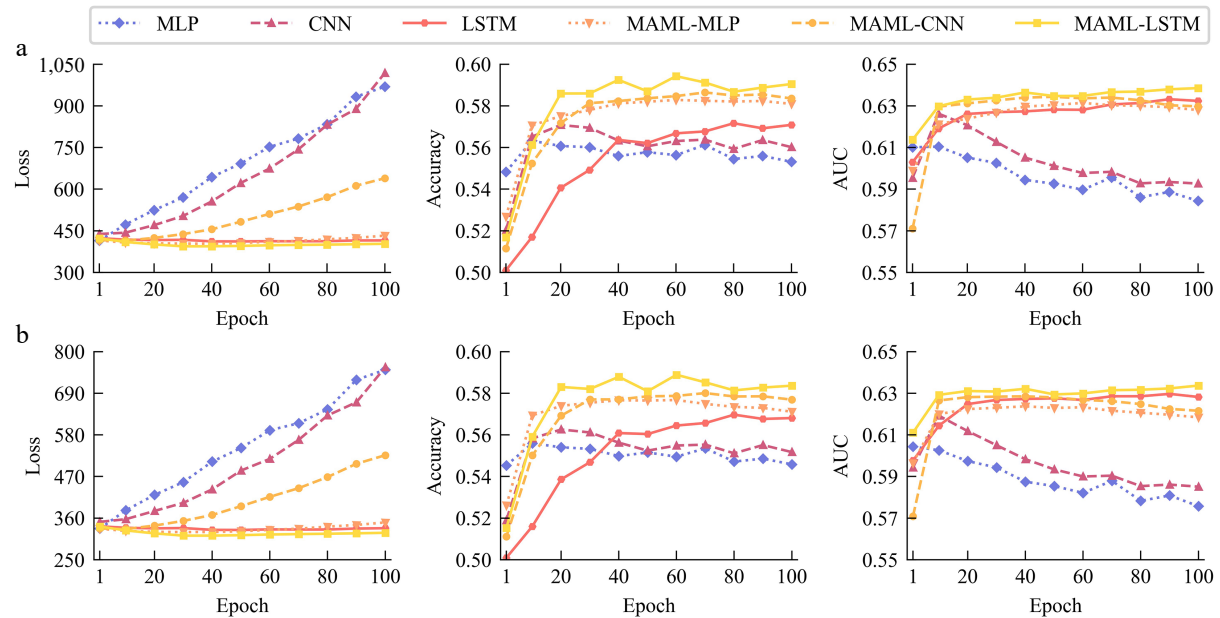 MLP CNN LSTM MAML-MLP MAML-CNN MAML-LSTM
a
1,050
900
750
600
450
300
Loss
1 20 40 60 80 100
Epoch
0.60
0.58
0.56
0.54
0.52
0.50
Accuracy
1 20 40 60 80 100
Epoch
0.65
0.63
0.61
0.59
0.57
0.55
AUC
1 20 40 60 80 100
Epoch
b
800
690
580
470
360
250
Loss
1 20 40 60 80 100
Epoch
0.60
0.58
0.56
0.54
0.52
0.50
Accuracy
1 20 40 60 80 100
Epoch
0.65
0.63
0.61
0.59
0.57
0.55
AUC
1 20 40 60 80 100
Epoch